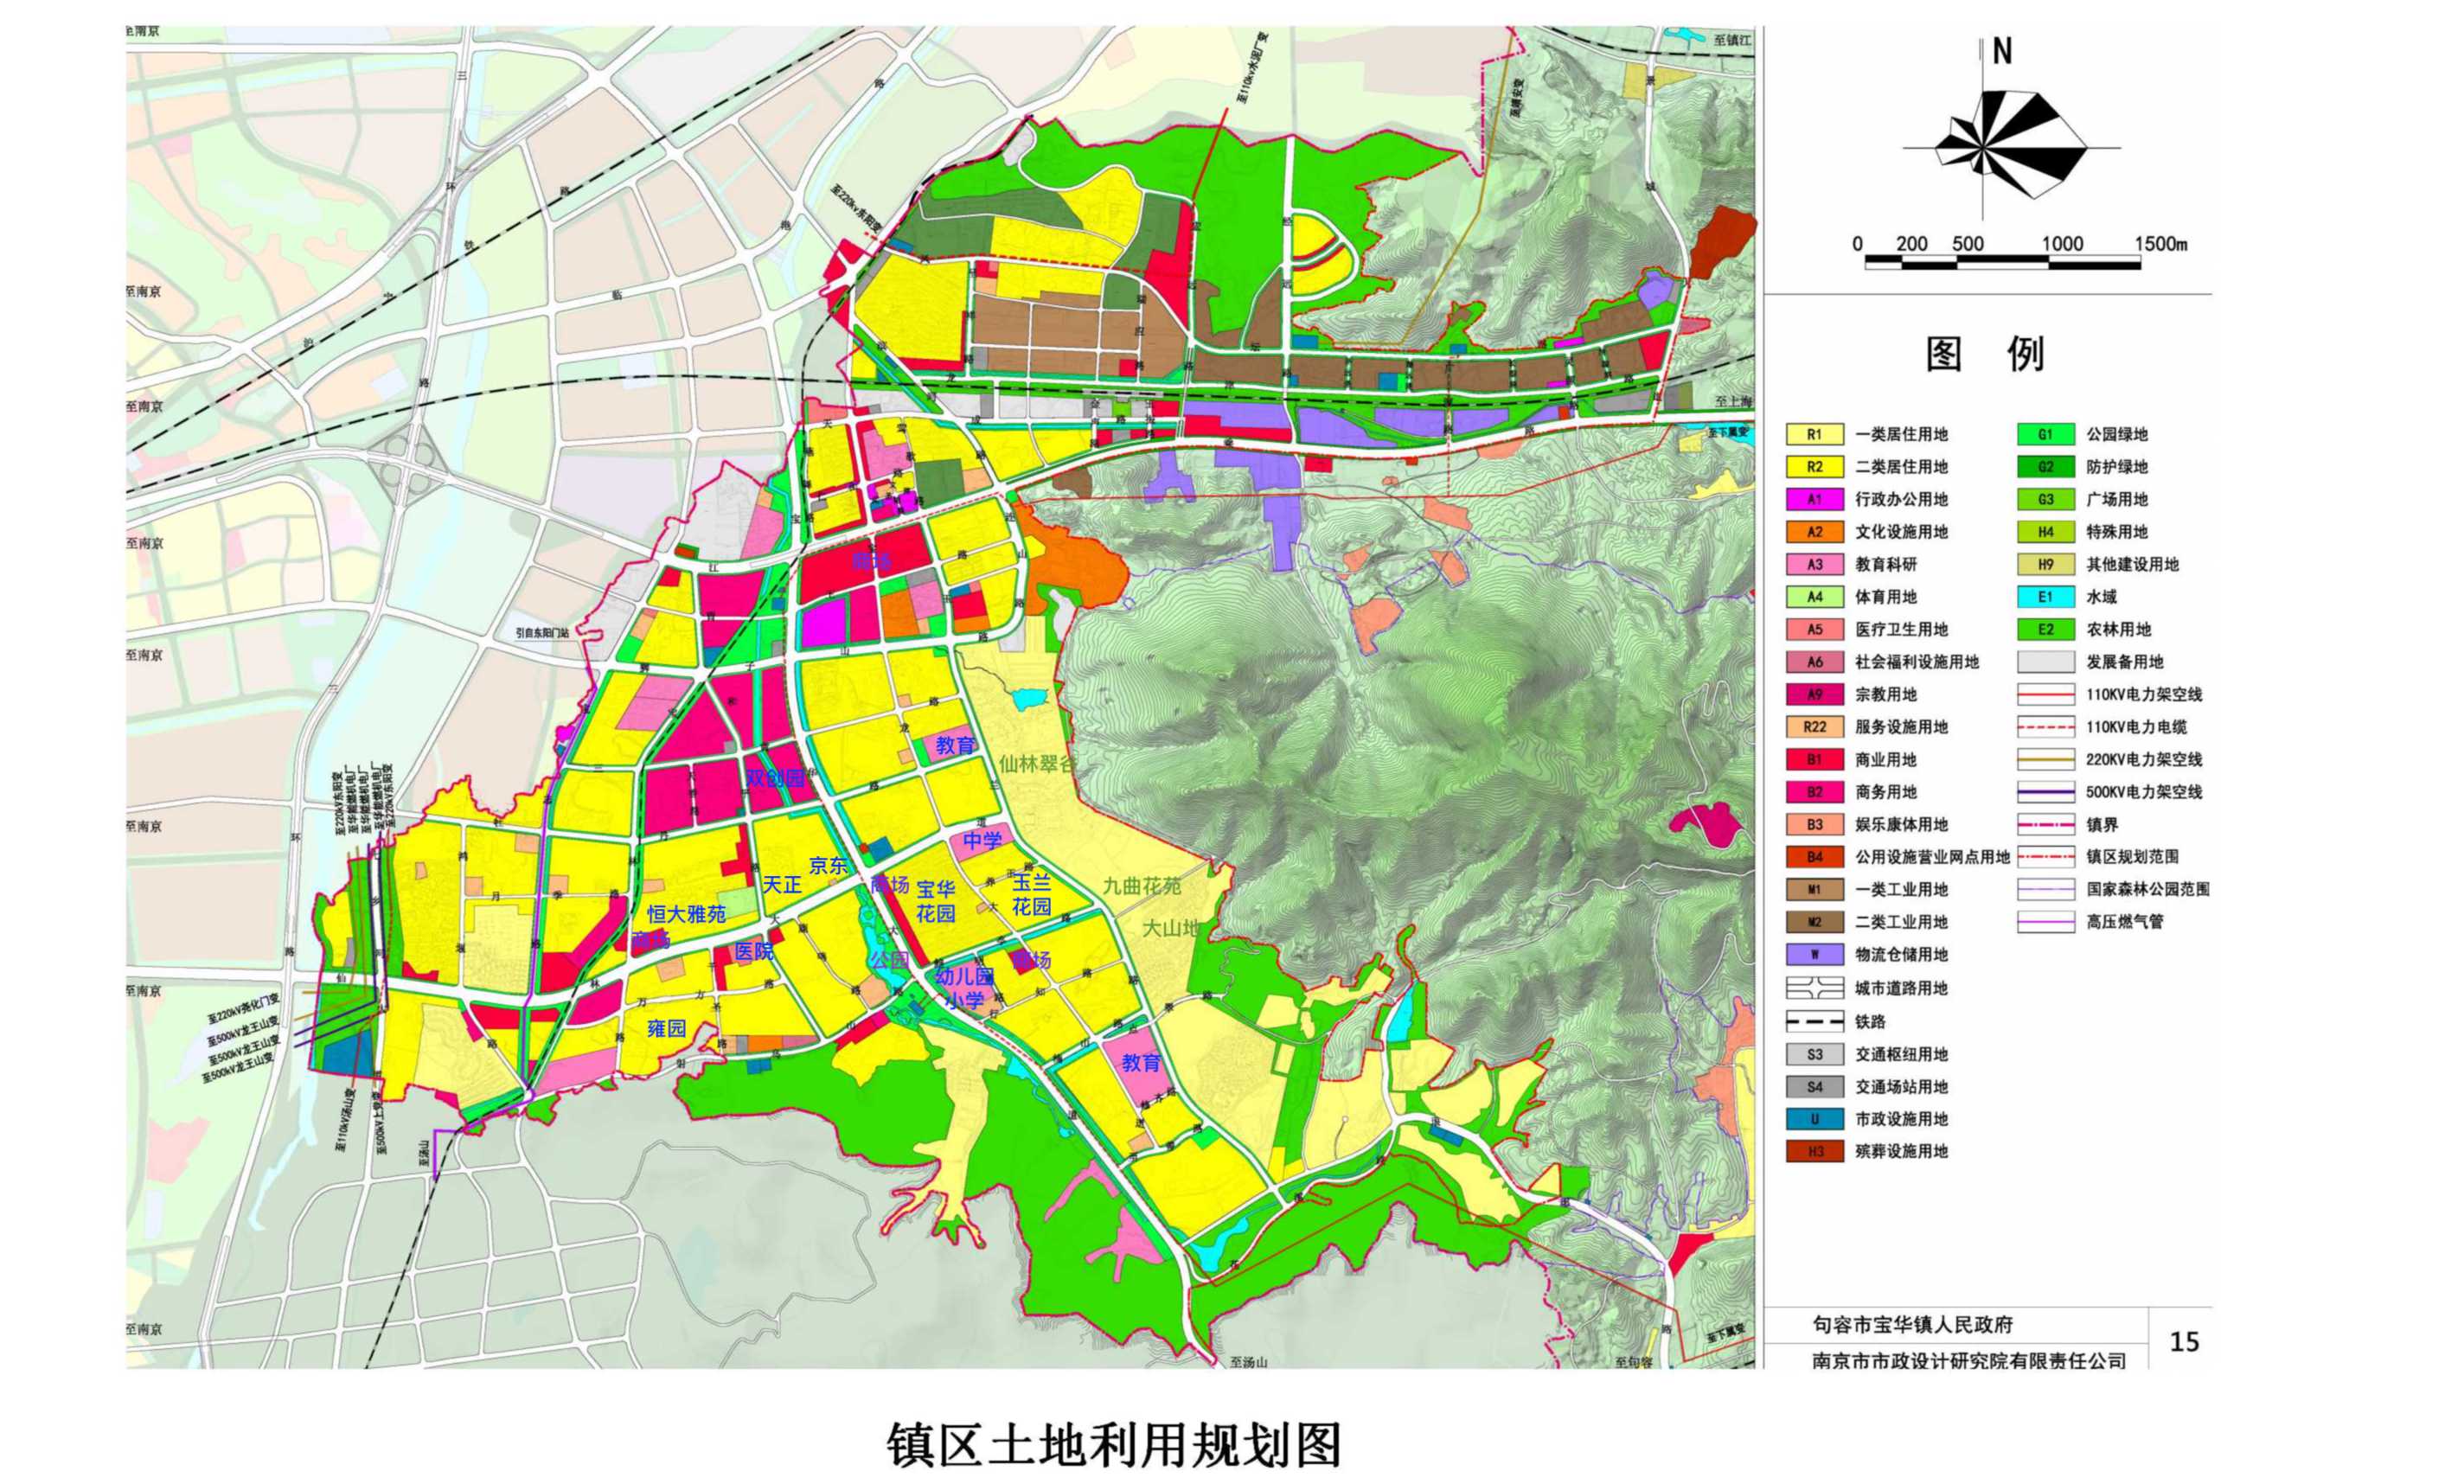 至南京
至镇江
至110kv水泥厂变
至220kv东阳变
至南京
至南京
至上海
至下属变
至南京
引自东阳门站
至南京
至南京
至南京
至南京
至220kV尧化门变
至500kV龙王山变
至500kV龙王山变
至500kV龙王山变
至110kV汤山变
至汤山
至汤山
至句容
至下属变
商场
双创园
教育
仙林翠谷
中学
京东
天正
商场
宝华
花园
玉兰
花园
九曲花苑
大山地
恒大雅苑
商场
医院
公园
幼儿园
小学
雍园
教育
N
0 200 500 1000 1500m
图 例
R1 一类居住用地
R2 二类居住用地
A1 行政办公用地
A2 文化设施用地
A3 教育科研
A4 体育用地
A5 医疗卫生用地
A6 社会福利设施用地
A9 宗教用地
R22 服务设施用地
B1 商业用地
B2 商务用地
B3 娱乐康体用地
B4 公用设施营业网点用地
M1 一类工业用地
M2 二类工业用地
W 物流仓储用地
城市道路用地
铁路
S3 交通枢纽用地
S4 交通场站用地
U 市政设施用地
H3 殡葬设施用地
G1 公园绿地
G2 防护绿地
G3 广场用地
H4 特殊用地
H9 其他建设用地
E1 水域
E2 农林用地
发展备用地
110KV电力架空线
110KV电力电缆
220KV电力架空线
500KV电力架空线
镇界
镇区规划范围
国家森林公园范围
高压燃气管
句容市宝华镇人民政府
南京市市政设计研究院有限责任公司
15
镇区土地利用规划图